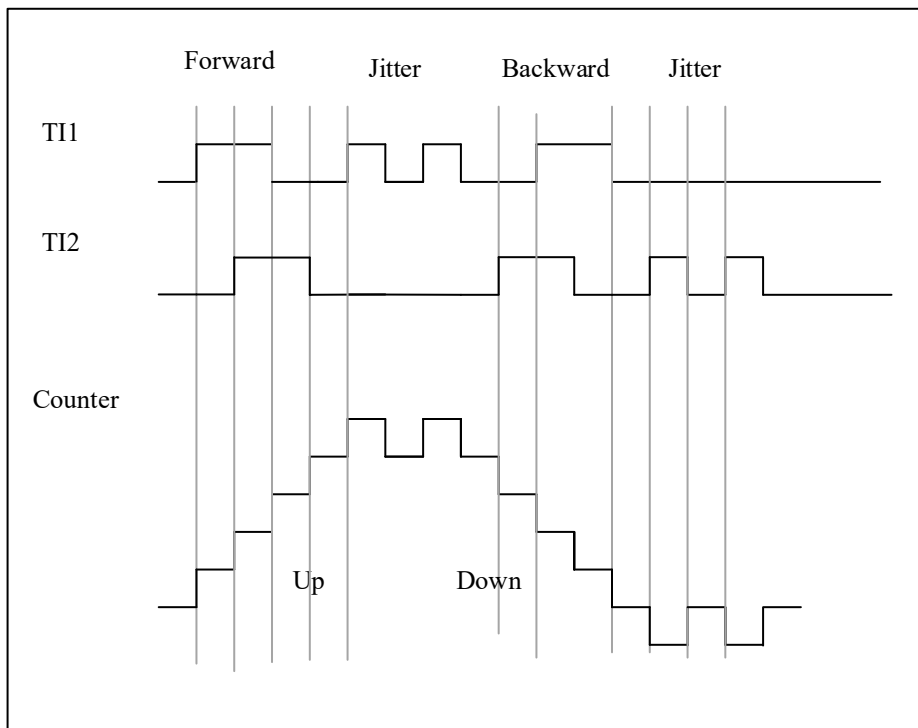 Forward
Jitter
Backward
Jitter
TI1
TI2
Counter
Up
Down